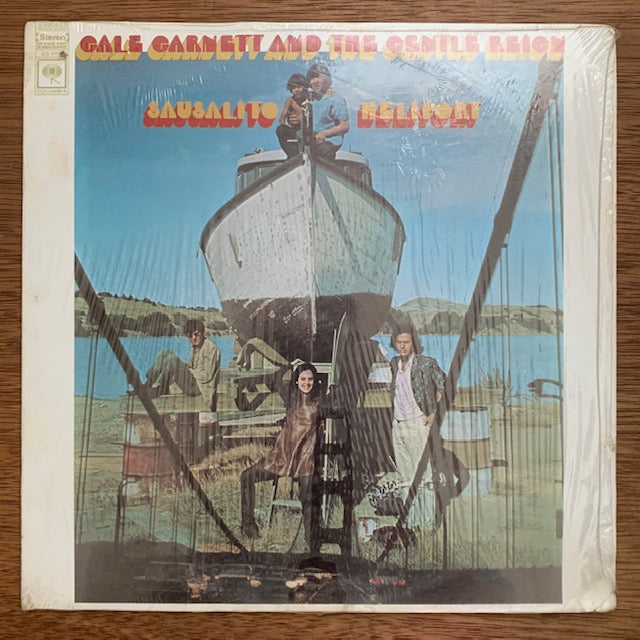 Stereo
COLUMBIA
GALE GARNETT AND THE GENTLE REIGN
SAUSALITO HELIPORT